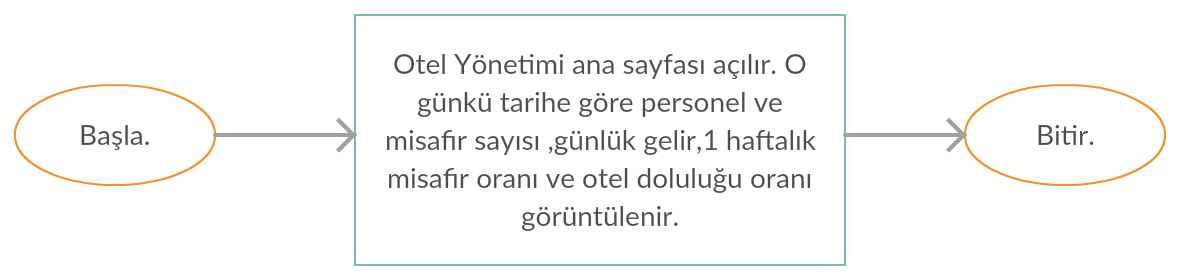 Başla.
Otel Yönetimi ana sayfası açılır. O
günkü tarihe göre personel ve
misafir sayısı ,günlük gelir,1 haftalık
misafir oranı ve otel doluluğu oranı
görüntülenir.
Bitir.